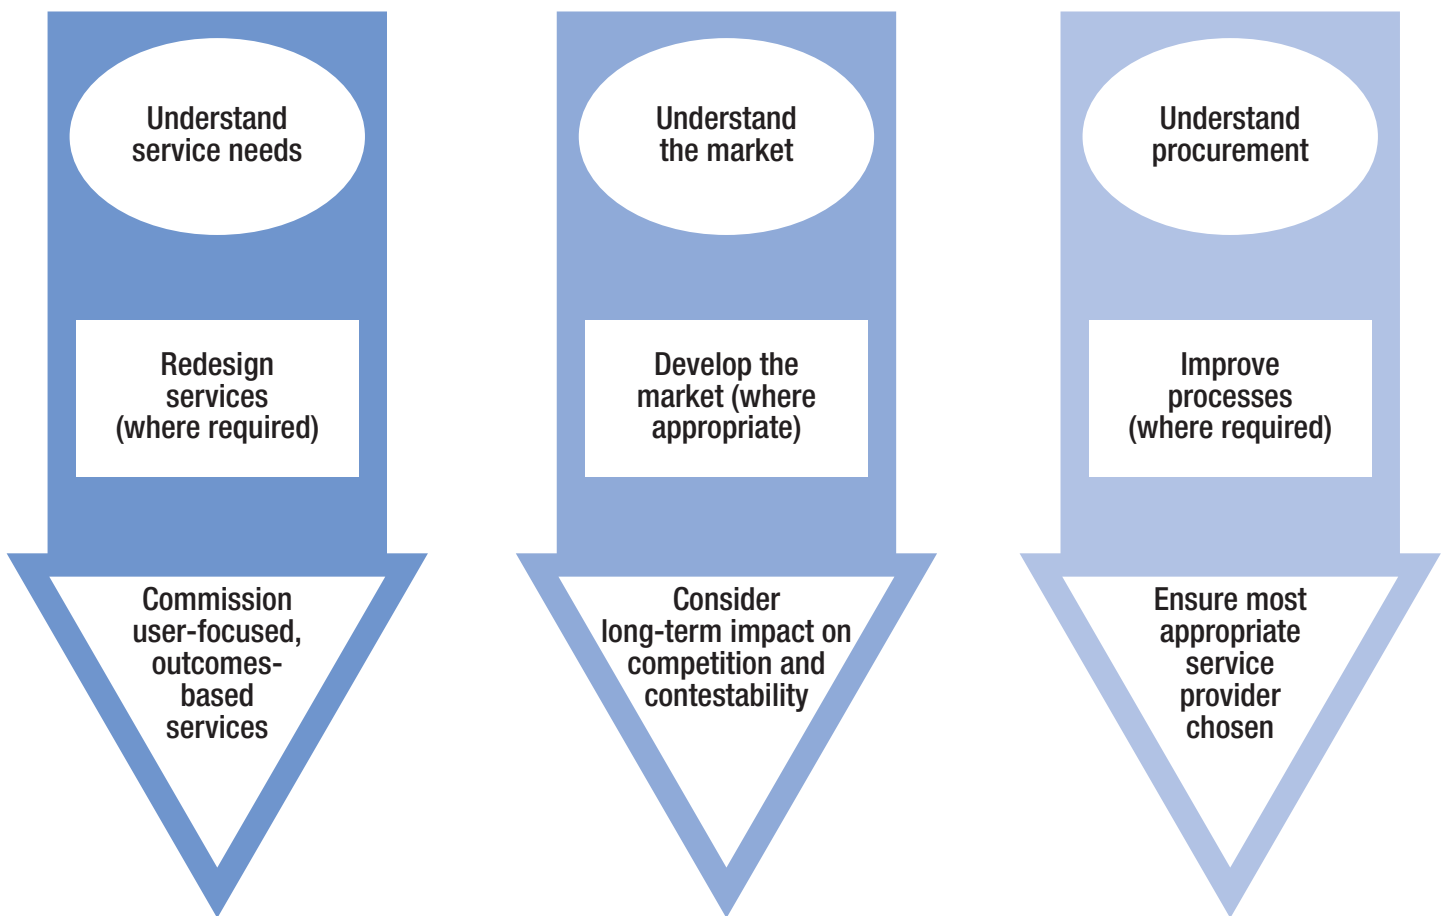 Understand
service needs
Redesign
services
(where required)
Commission
user-focused,
outcomes-
based
services
Understand
the market
Develop the
market (where
appropriate)
Consider
long-term impact on
competition and
contestability
Understand
procurement
Improve
processes
(where required)
Ensure most
appropriate
service
provider
chosen